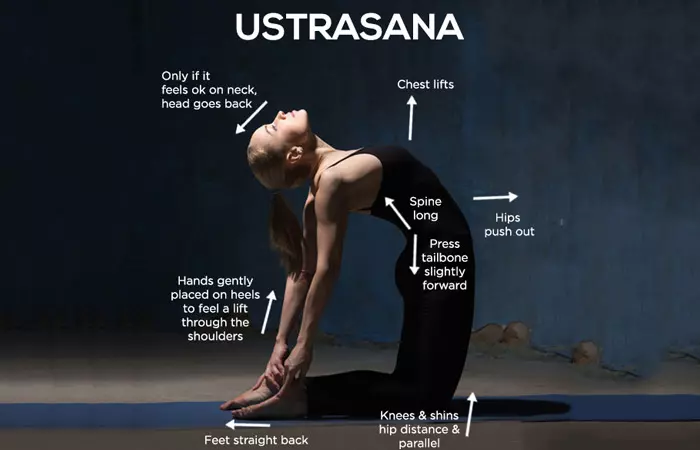 USTRASANA
Only if it
feels ok on neck,
head goes back
Chest lifts
Spine
long
Hips
push out
Press
tailbone
slightly
forward
Hands gently
placed on heels
to feel a lift
through the
shoulders
Knees & shins
hip distance &
parallel
Feet straight back